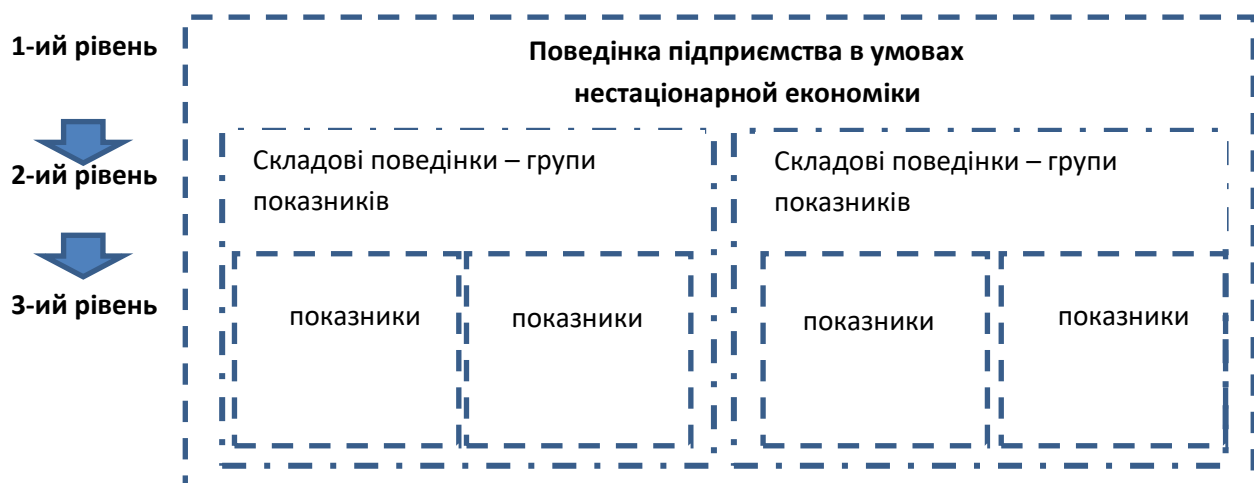 1-ий рівень
Поведінка підприємства в умовах
нестаціонарной економіки
2-ий рівень
Складові поведінки – групи
показників
Складові поведінки – групи
показників
3-ий рівень
показники
показники
показники
показники